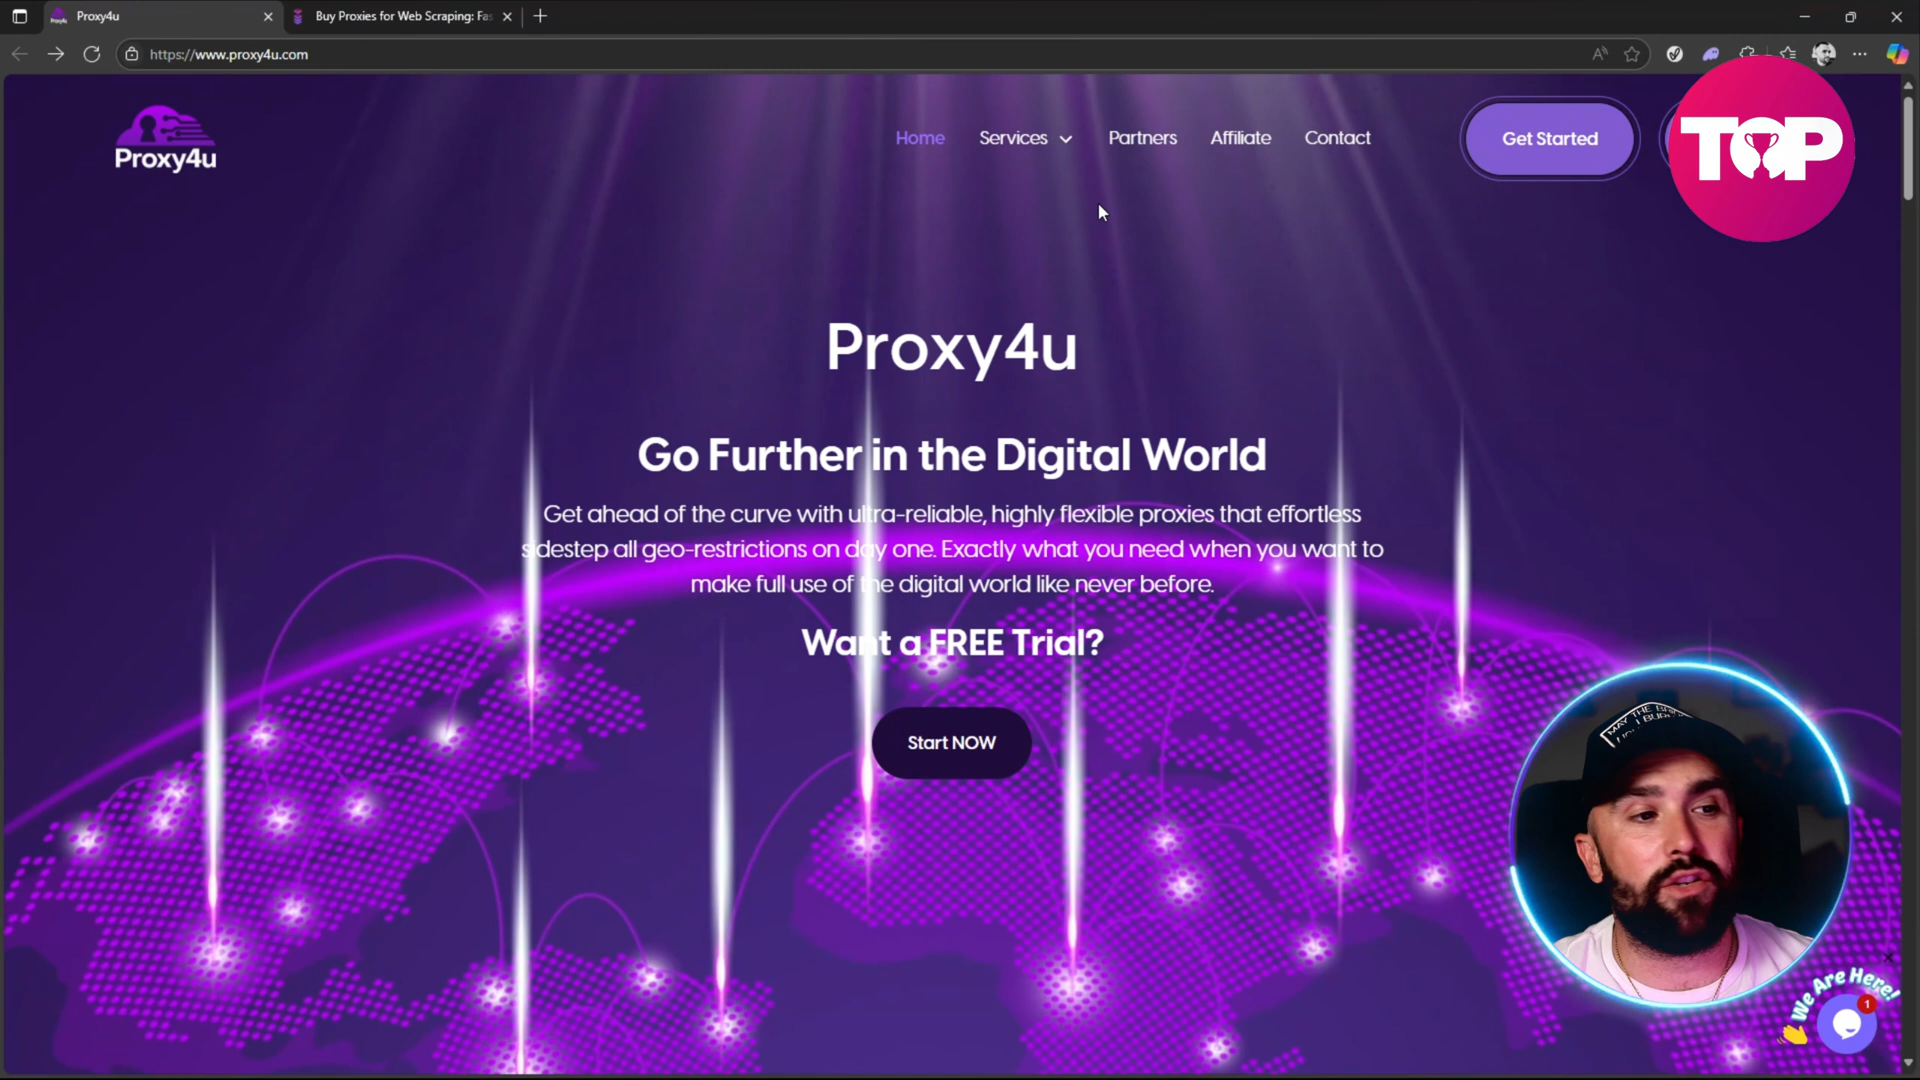 Proxy4u
Buy Proxies for Web Scraping: Fas
https://www.proxy4u.com
Proxy4u
Home
Services
Partners
Affiliate
Contact
Get Started
TOP
Proxy4u
Go Further in the Digital World
Get ahead of the curve with ultra-reliable, highly flexible proxies that effortless
sidestep all geo-restrictions on day one. Exactly what you need when you want to
make full use of the digital world like never before.
Want a FREE Trial?
Start NOW
MAY THE
We Are Here!
1